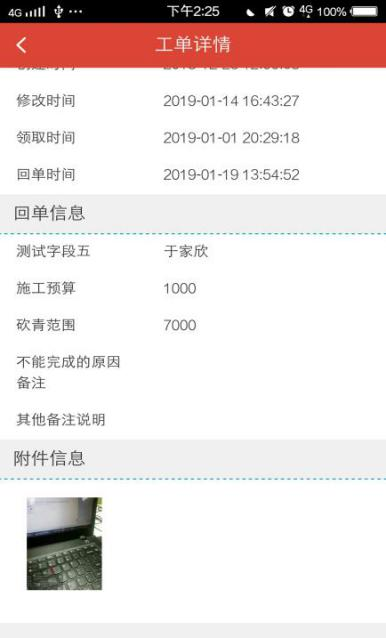 4G 下午2:25 4G 100%
工单详情
修改时间 2019-01-14 16:43:27
领取时间 2019-01-01 20:29:18
回单时间 2019-01-19 13:54:52
回单信息
测试字段五 于家欣
施工预算 1000
砍青范围 7000
不能完成的原因
备注
其他备注说明
附件信息